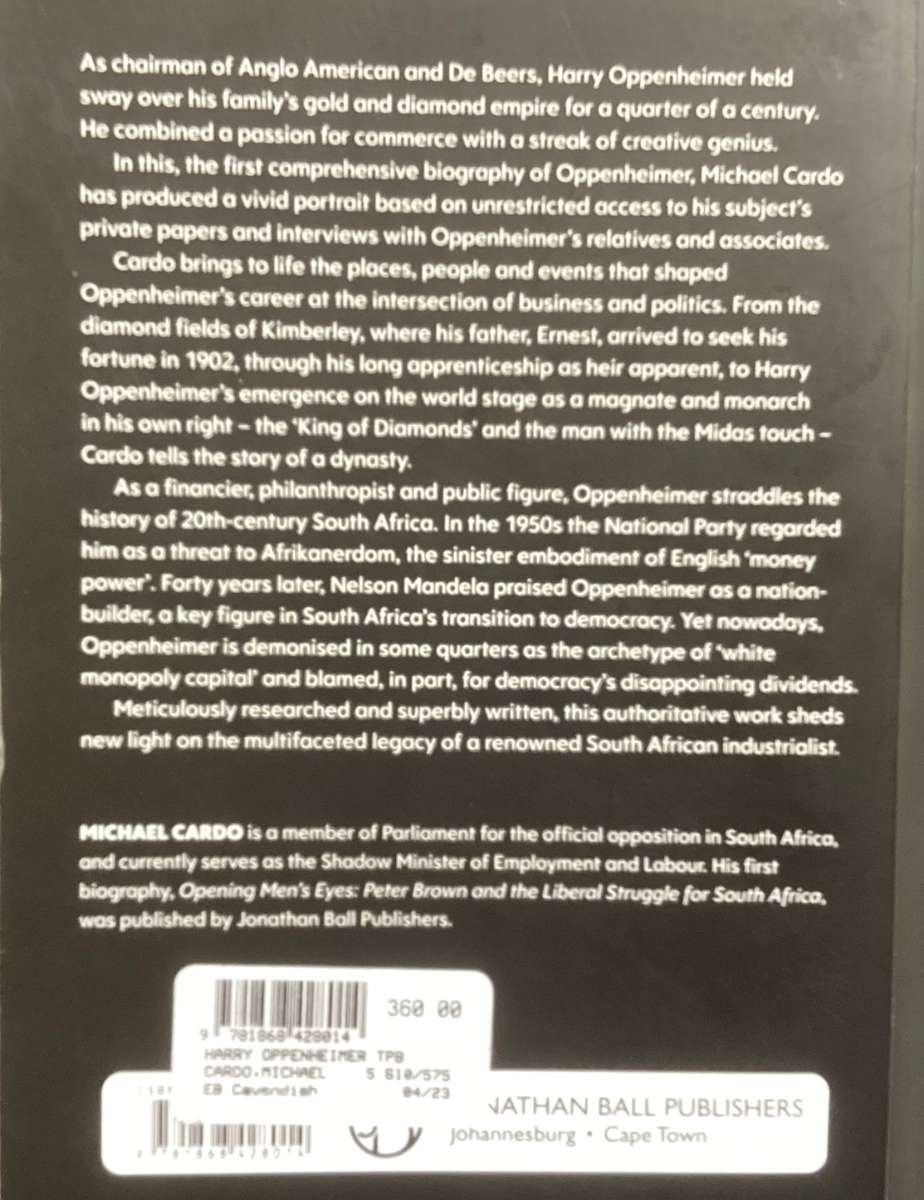 As chairman of Anglo American and De Beers, Harry Oppenheimer held
sway over his family's gold and diamond empire for a quarter of a century.
He combined a passion for commerce with a streak of creative genius.
In this, the first comprehensive biography of Oppenheimer, Michael Cardo
has produced a vivid portrait based on unrestricted access to his subject's
private papers and interviews with Oppenheimer's relatives and associates.
Cardo brings to life the places, people and events that shaped
Oppenheimer's career at the intersection of business and politics. From the
diamond fields of Kimberley, where his father, Ernest, arrived to seek his
fortune in 1902, through his long apprenticeship as heir apparent, to Harry
Oppenheimer's emergence on the world stage as a magnate and monarch
in his own right – the 'King of Diamonds' and the man with the Midas touch –
Cardo tells the story of a dynasty.
As a financier, philanthropist and public figure, Oppenheimer straddles the
history of 20th-century South Africa. In the 1950s the National Party regarded
him as a threat to Afrikanerdom, the sinister embodiment of English 'money
power'. Forty years later, Nelson Mandela praised Oppenheimer as a nation-
builder, a key figure in South Africa's transition to democracy. Yet nowadays,
Oppenheimer is demonised in some quarters as the archetype of 'white
monopoly capital' and blamed, in part, for democracy's disappointing dividends.
Meticulously researched and superbly written, this authoritative work sheds
new light on the multifaceted legacy of a renowned South African industrialist.
MICHAEL CARDO is a member of Parliament for the official opposition in South Africa,
and currently serves as the Shadow Minister of Employment and Labour. His first
biography, Opening Men's Eyes: Peter Brown and the Liberal Struggle for South Africa,
was published by Jonathan Ball Publishers.
360 00
9 781868 428014
HARRY OPPENHEIMER TPB
CARDO.MICHAEL 5 610/575
EB Cavendish 04/23
NATHAN BALL PUBLISHERS
Johannesburg • Cape Town